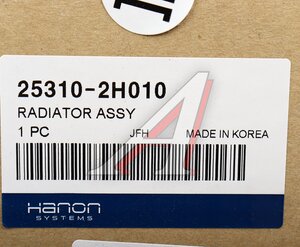 25310-2H010
RADIATOR ASSY
1 PC JFH MADE IN KOREA
Hanon
SYSTEMS